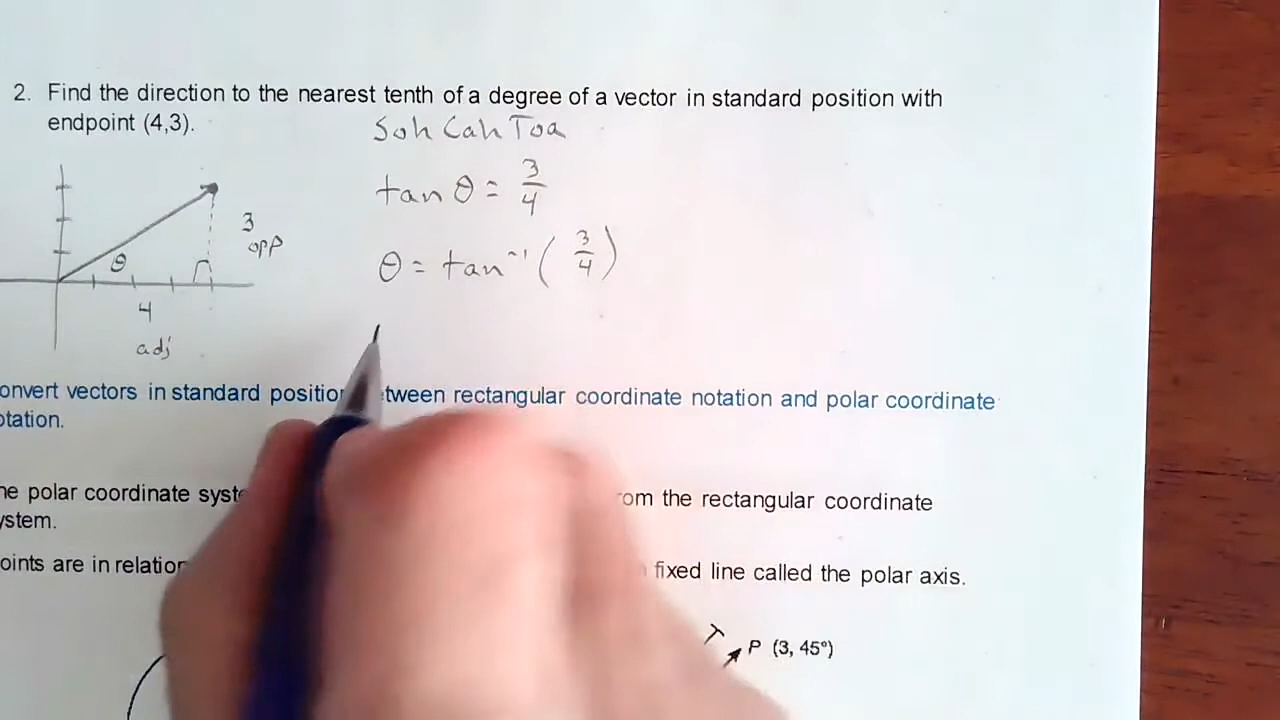 2. Find the direction to the nearest tenth of a degree of a vector in standard position with
endpoint (4,3).
Soh Cah Toa
tan θ = 3/4
θ = tan⁻¹ (3/4)
θ
3
opp
4
adj
onvert vectors in standard position between rectangular coordinate notation and polar coordinate
otation.
he polar coordinate syste
om the rectangular coordinate
ystem.
oints are in relation
fixed line called the polar axis.
P (3, 45°)